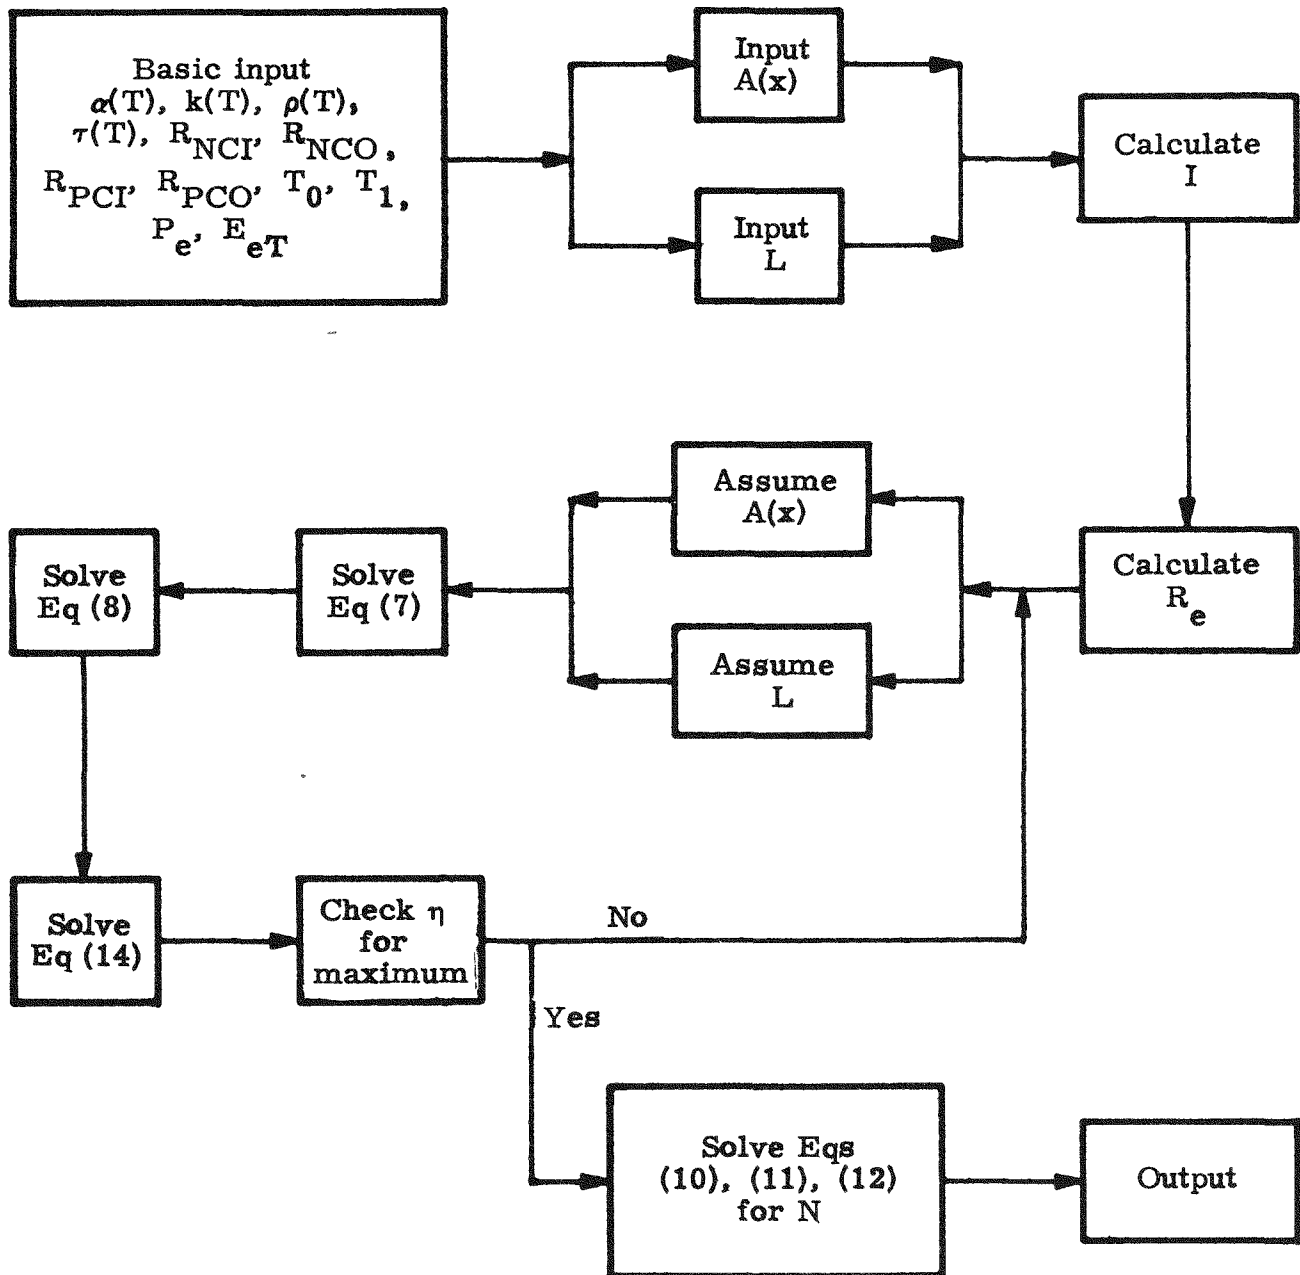 Basic input
α(T), k(T), ρ(T),
τ(T), R_NCI, R_NCO,
R_PCI, R_PCO, T_0, T_1,
P_e, E_eT
Input
A(x)
Input
L
Calculate
I
Calculate
R_e
Assume
A(x)
Assume
L
Solve
Eq (7)
Solve
Eq (8)
Solve
Eq (14)
Check η
for
maximum
No
Yes
Solve Eqs
(10), (11), (12)
for N
Output